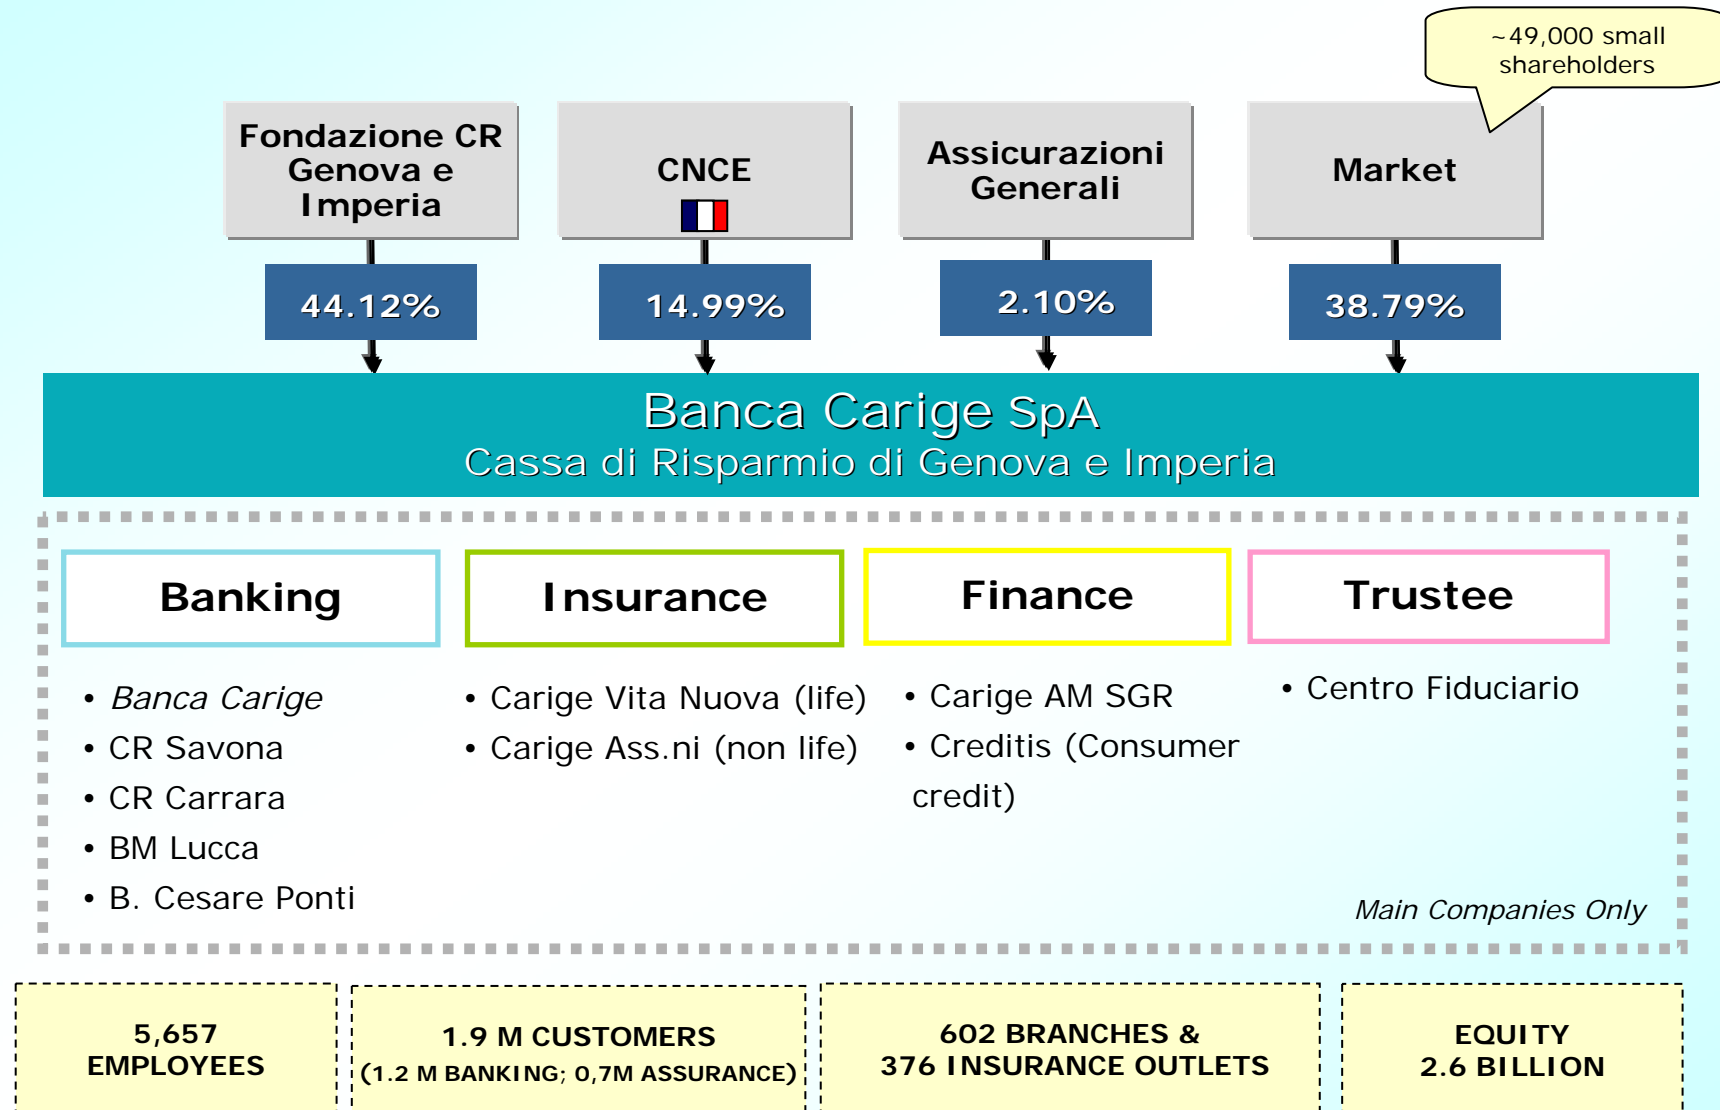 ~49,000 small
shareholders
Fondazione CR
Genova e
Imperia
CNCE
Assicurazioni
Generali
Market
44.12%
14.99%
2.10%
38.79%
Banca Carige SpA
Cassa di Risparmio di Genova e Imperia
Banking
Insurance
Finance
Trustee
• Banca Carige
• CR Savona
• CR Carrara
• BM Lucca
• B. Cesare Ponti
• Carige Vita Nuova (life)
• Carige Ass.ni (non life)
• Carige AM SGR
• Creditis (Consumer
credit)
• Centro Fiduciario
Main Companies Only
5,657
EMPLOYEES
1.9 M CUSTOMERS
(1.2 M BANKING; 0,7M ASSURANCE)
602 BRANCHES &
376 INSURANCE OUTLETS
EQUITY
2.6 BILLION